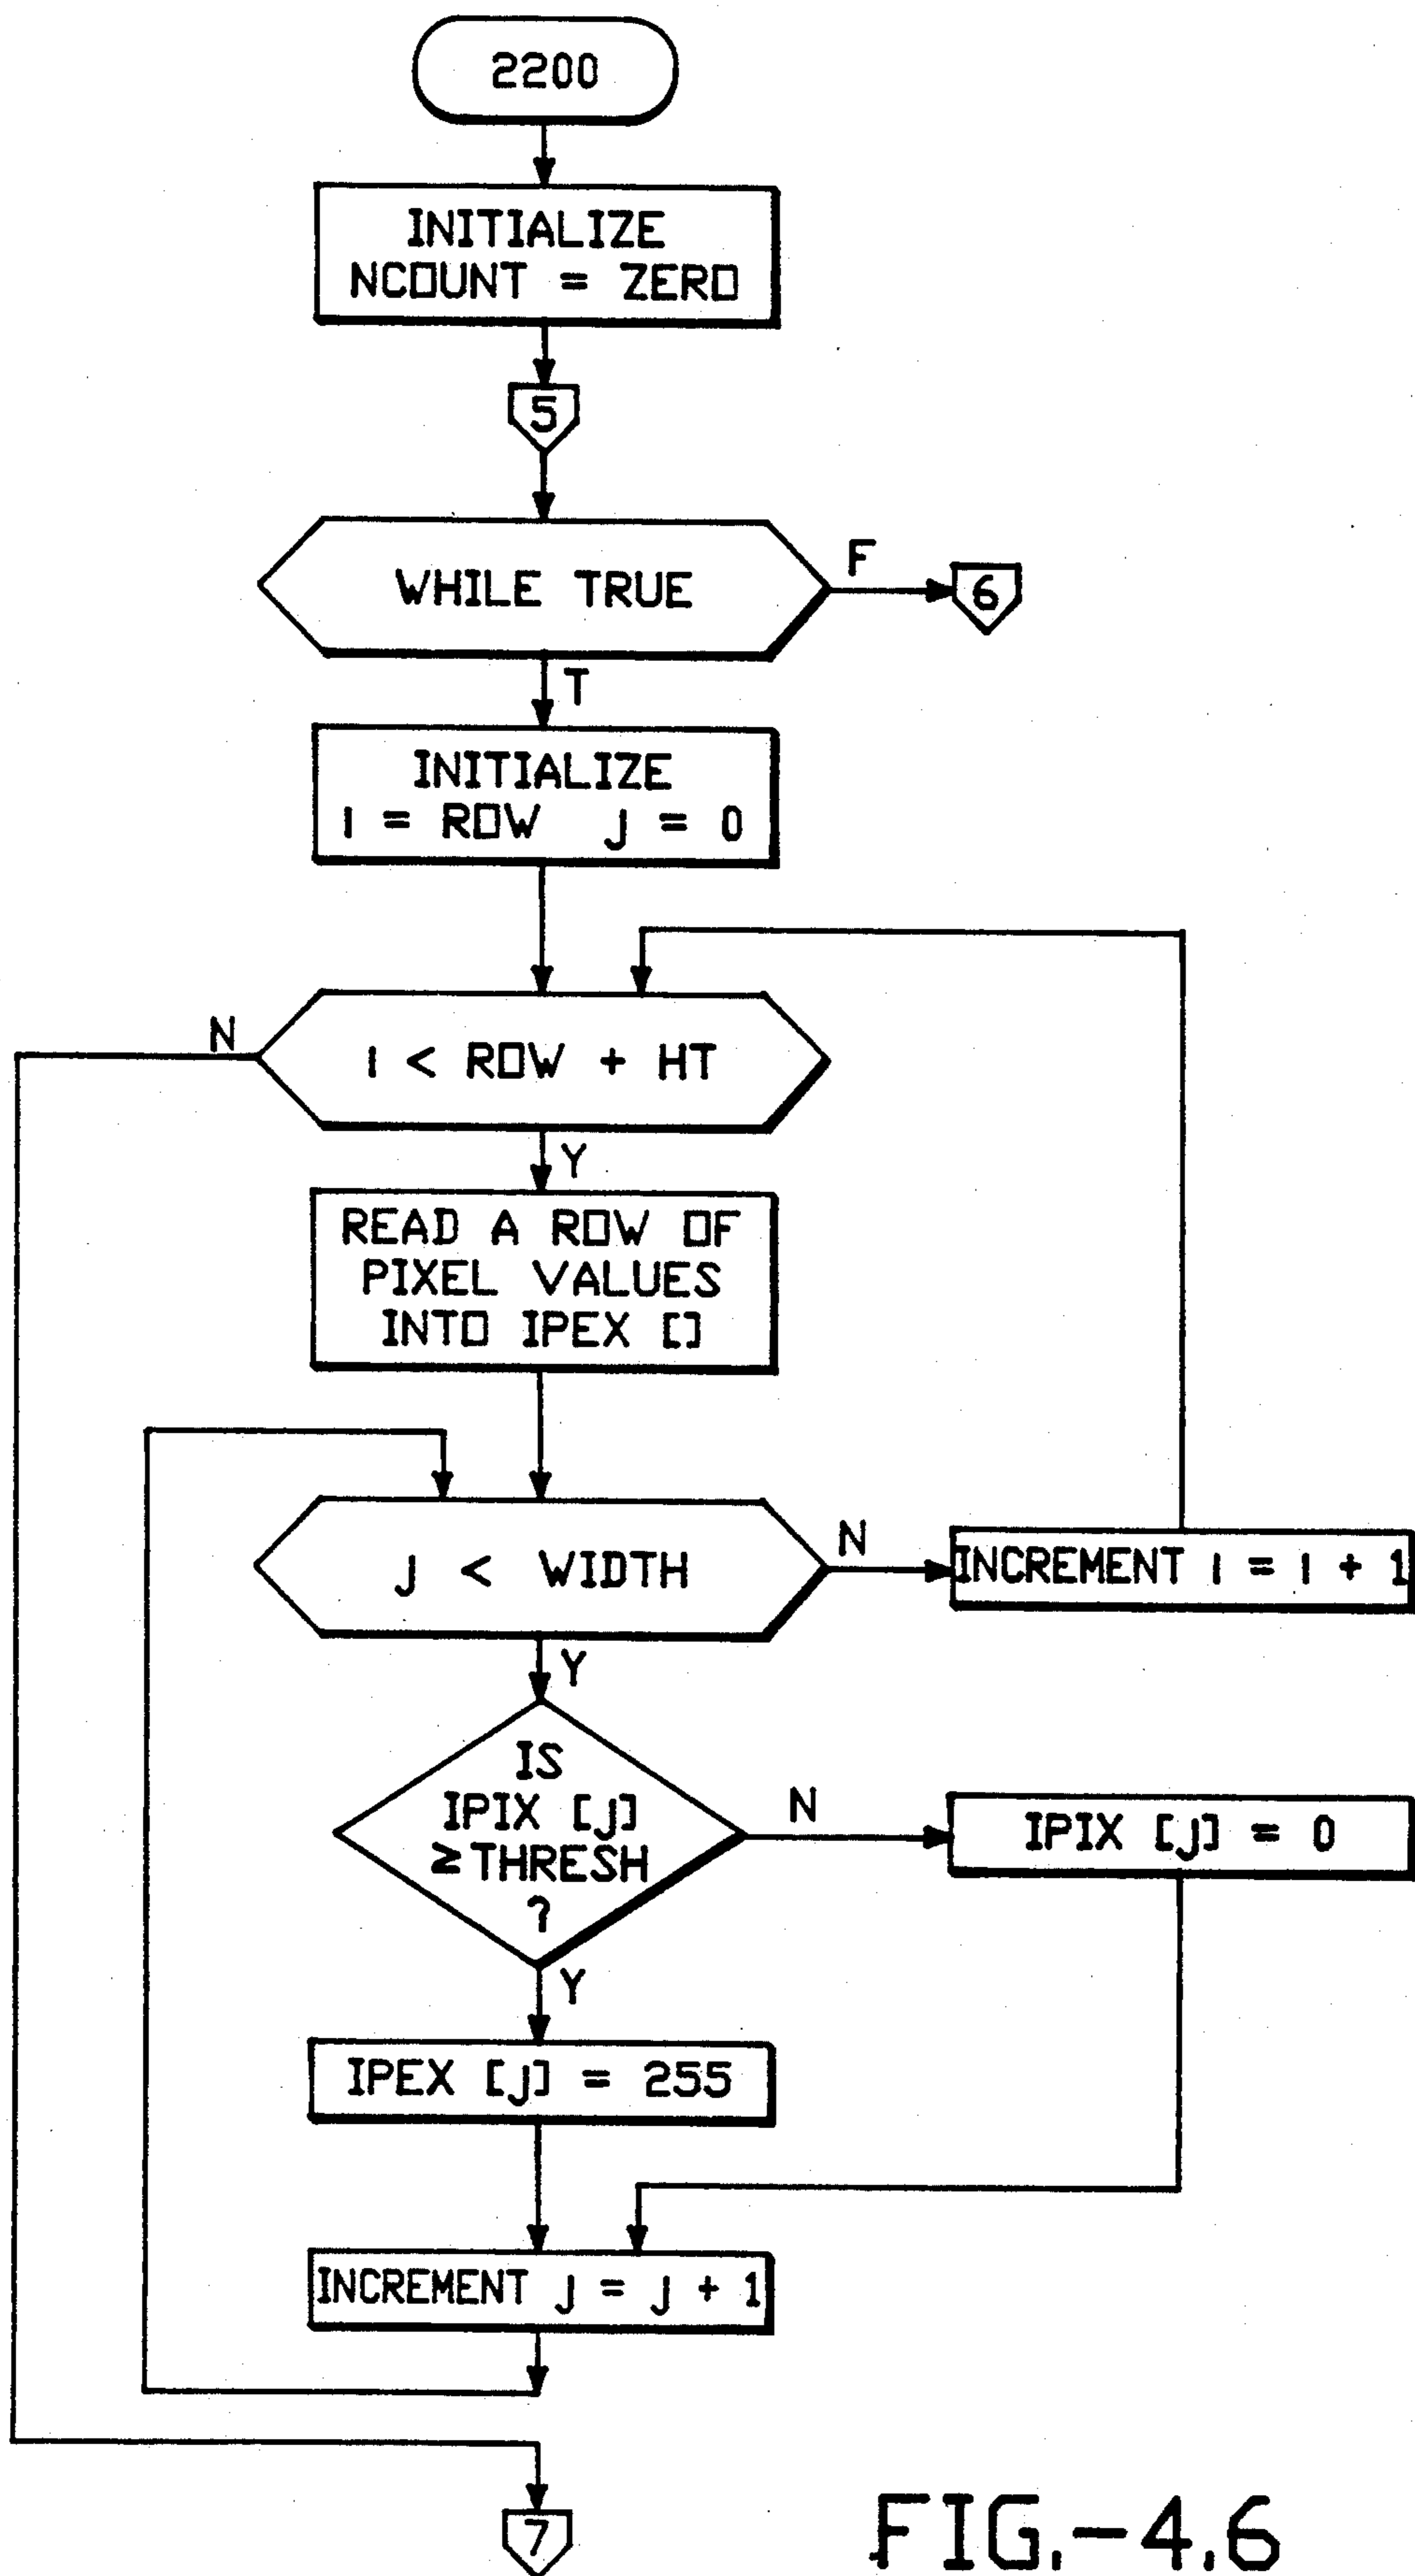 2200
INITIALIZE
NCOUNT = ZERO
5
WHILE TRUE
F
6
T
INITIALIZE
i = ROW j = 0
N
i < ROW + HT
Y
READ A ROW OF
PIXEL VALUES
INTO IPEX []
j < WIDTH
N
INCREMENT i = i + 1
Y
IS
IPIX [j]
≥ THRESH
?
N
IPIX [j] = 0
Y
IPEX [j] = 255
INCREMENT j = j + 1
7
FIG.-4.6